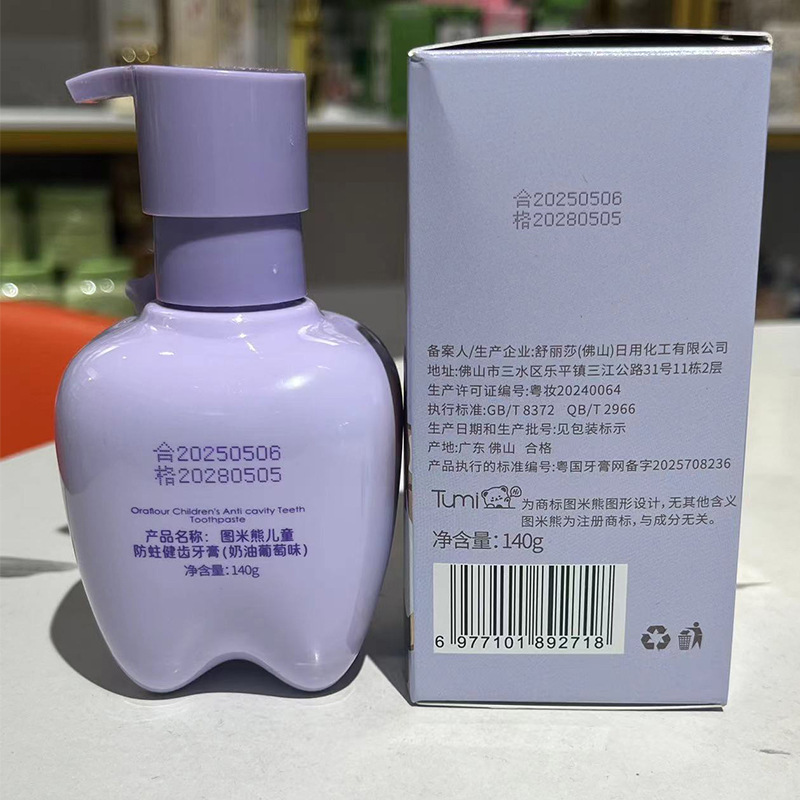 合20250506
格20280505
Oraflour Children's Anti cavity Teeth
Toothpaste
产品名称：图米熊儿童
防蛀健齿牙膏(奶油葡萄味)
净含量：140g
合20250506
格20280505
备案人/生产企业:舒丽莎(佛山)日用化工有限公司
地址:佛山市三水区乐平镇三江公路31号11栋2层
生产许可证编号:粤妆20240064
执行标准:GB/T 8372 QB/T 2966
生产日期和生产批号:见包装标示
产地:广东 佛山 合格
产品执行的标准编号:粤国牙膏网备字2025708236
Tumi 为商标图米熊图形设计,无其他含义
图米熊为注册商标,与成分无关。
净含量：140g
6 977101 892718